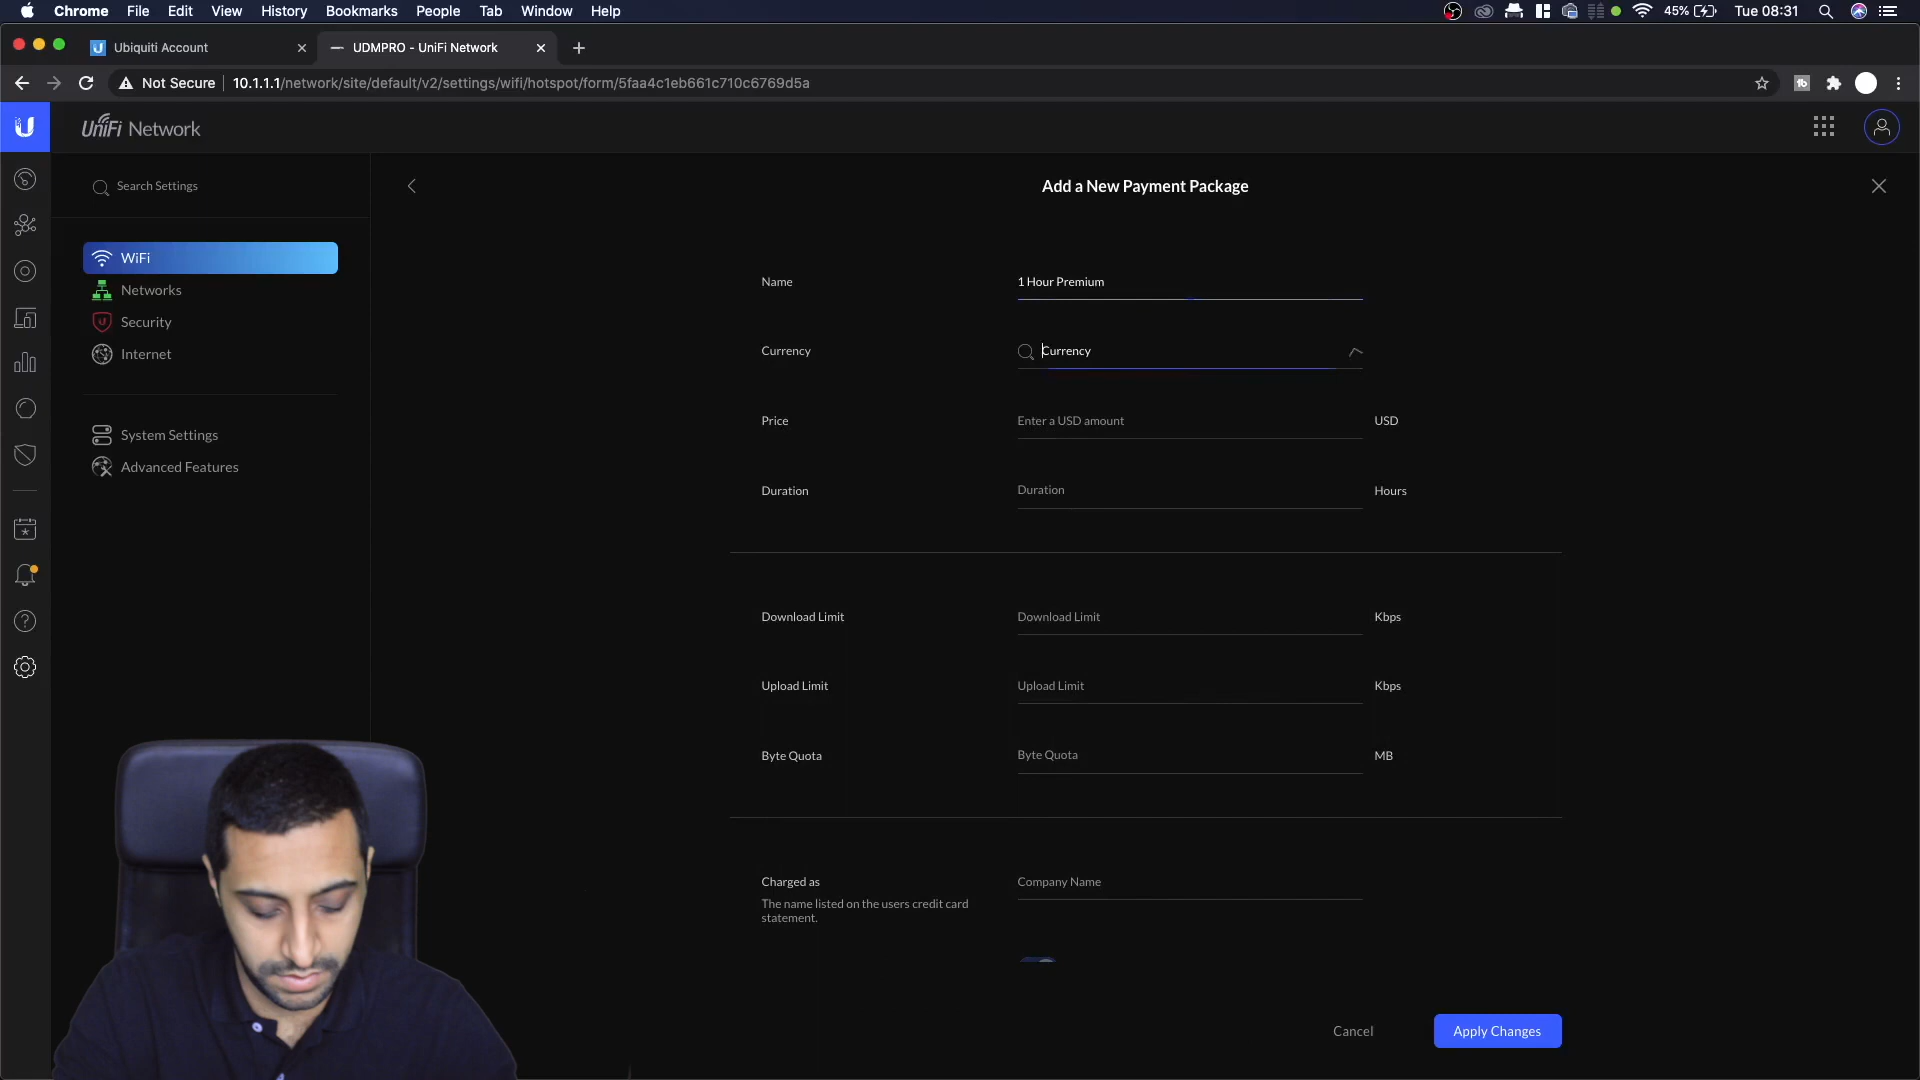 Chrome File Edit View History Bookmarks People Tab Window Help
45% Tue 08:31
Ubiquiti Account
UDMPRO - UniFi Network
Not Secure 10.1.1.1/network/site/default/v2/settings/wifi/hotspot/form/5faa4c1eb661c710c6769d5a
UniFi Network
Search Settings
WiFi
Networks
Security
Internet
System Settings
Advanced Features
Add a New Payment Package
Name 1 Hour Premium
Currency Currency
Price Enter a USD amount USD
Duration Duration Hours
Download Limit Download Limit Kbps
Upload Limit Upload Limit Kbps
Byte Quota Byte Quota MB
Charged as Company Name
The name listed on the users credit card
statement.
Cancel Apply Changes